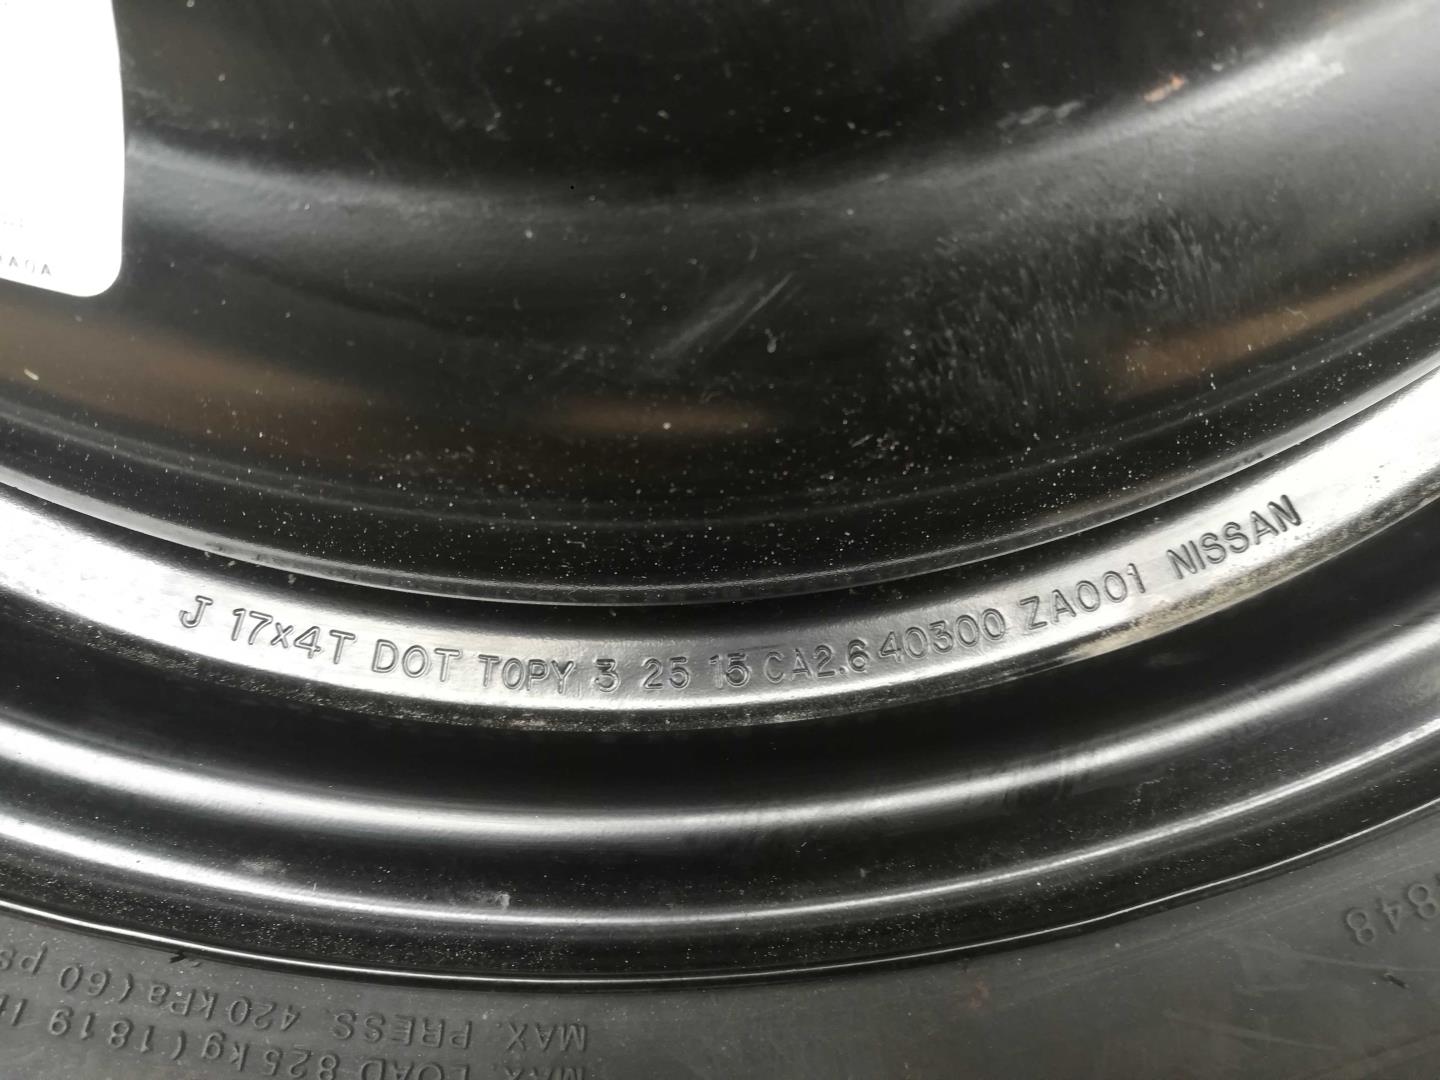 J 17x4T DOT TOPY 3 25 15 CA2.6 40300 ZA001 NISSAN
848
MAX. LOAD 825 kg (1819
MAX. PRESS. 420 kPa (60